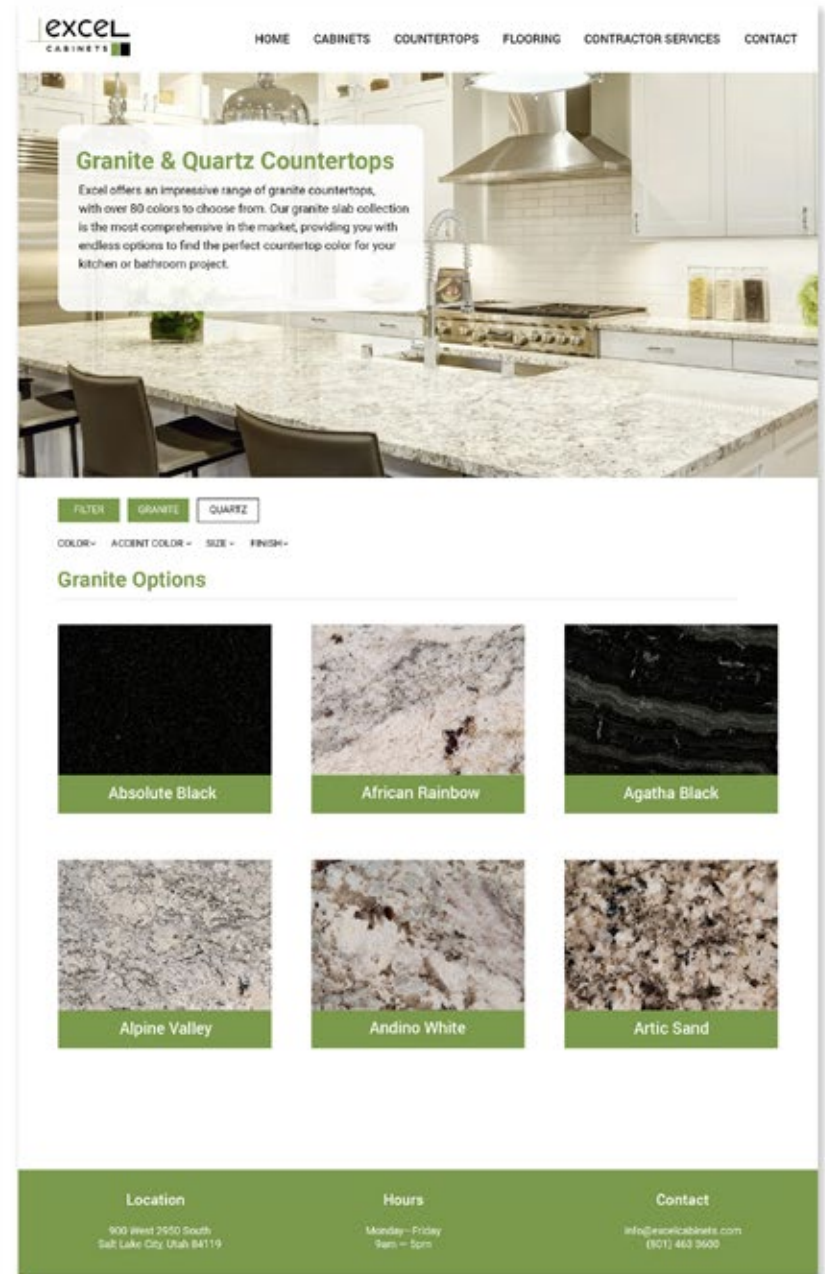 excel
CABINETS
HOME CABINETS COUNTERTOPS FLOORING CONTRACTOR SERVICES CONTACT
Granite & Quartz Countertops
Excel offers an impressive range of granite countertops,
with over 80 colors to choose from. Our granite slab collection
is the most comprehensive in the market, providing you with
endless options to find the perfect countertop color for your
kitchen or bathroom project.
FILTER GRANITE QUARTZ
COLOR ACCENT COLOR SIZE FINISH
Granite Options
Absolute Black African Rainbow Agatha Black
Alpine Valley Andino White Artic Sand
Location Hours Contact
900 West 2950 South Monday–Friday info@excelcabinets.com
Salt Lake City, Utah 84119 9am — 5pm (801) 463 3600